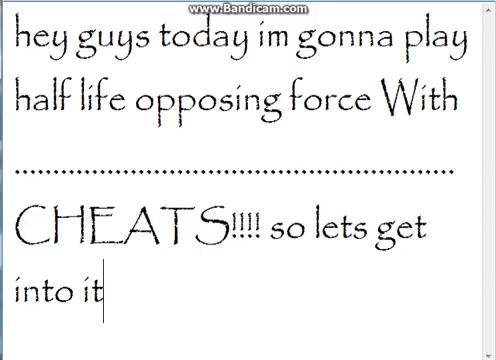 www.Bandicam.com
hey guys today im gonna play
half life opposing force With
.......................................................
CHEATS!!!! so lets get
into it